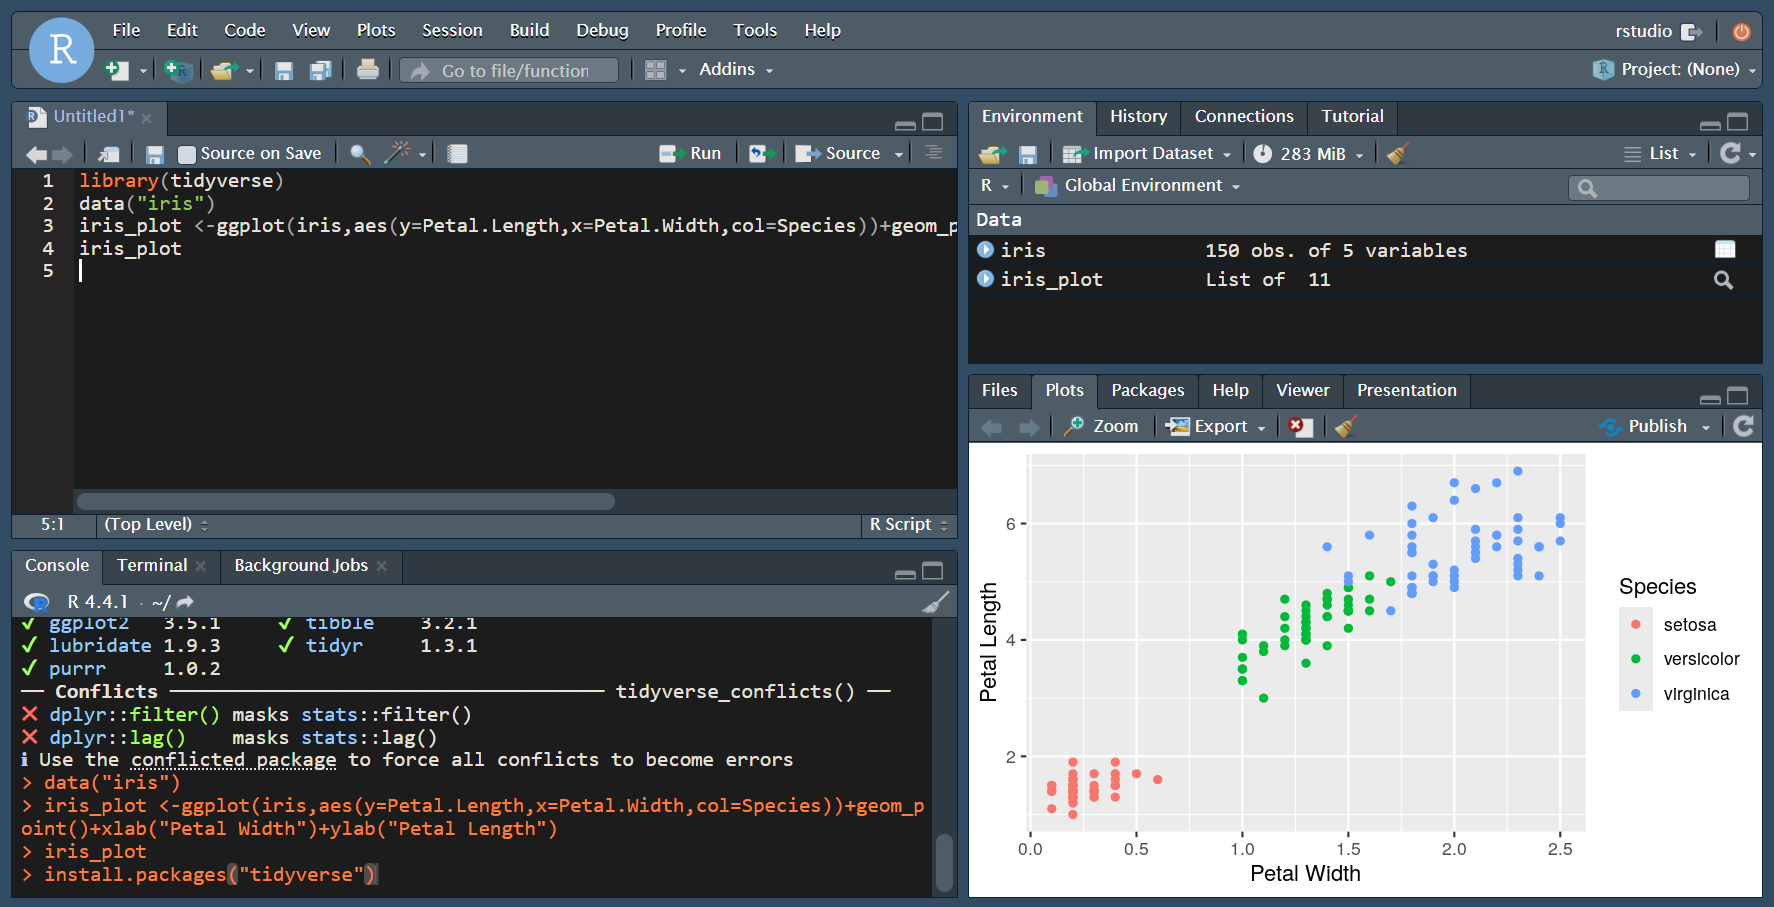 R
File Edit Code View Plots Session Build Debug Profile Tools Help
rstudio
Go to file/function
Addins
Project: (None)
Untitled1*
Source on Save
Run
Source
1 library(tidyverse)
2 data("iris")
3 iris_plot <-ggplot(iris,aes(y=Petal.Length,x=Petal.Width,col=Species))+geom_p
4 iris_plot
5
5:1 (Top Level) R Script
Console Terminal Background Jobs
R 4.4.1 · ~/
✓ ggplot2 3.5.1 ✓ tibble 3.2.1
✓ lubridate 1.9.3 ✓ tidyr 1.3.1
✓ purrr 1.0.2
── Conflicts ── tidyverse_conflicts() ──
✗ dplyr::filter() masks stats::filter()
✗ dplyr::lag() masks stats::lag()
ℹ Use the conflicted package to force all conflicts to become errors
> data("iris")
> iris_plot <-ggplot(iris,aes(y=Petal.Length,x=Petal.Width,col=Species))+geom_p
oint()+xlab("Petal Width")+ylab("Petal Length")
> iris_plot
> install.packages("tidyverse")
Environment History Connections Tutorial
Import Dataset 283 MiB List
R Global Environment
Data
iris 150 obs. of 5 variables
iris_plot List of 11
Files Plots Packages Help Viewer Presentation
Zoom Export Publish
Petal Length
6
4
2
0.0 0.5 1.0 1.5 2.0 2.5
Petal Width
Species
setosa
versicolor
virginica